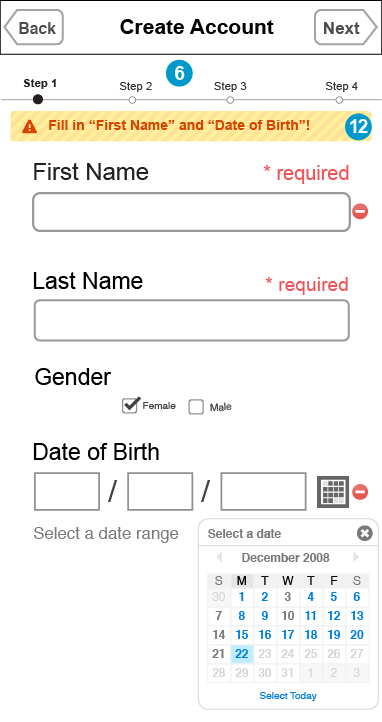 Back Create Account Next
6
Step 1 Step 2 Step 3 Step 4
Fill in “First Name” and “Date of Birth”! 12
First Name * required
Last Name * required
Gender
Female Male
Date of Birth
/ /
Select a date range
Select a date
December 2008
S M T W T F S
30 1 2 3 4 5 6
7 8 9 10 11 12 13
14 15 16 17 18 19 20
21 22 23 24 25 26 27
28 29 30 31 1 2 3
Select Today